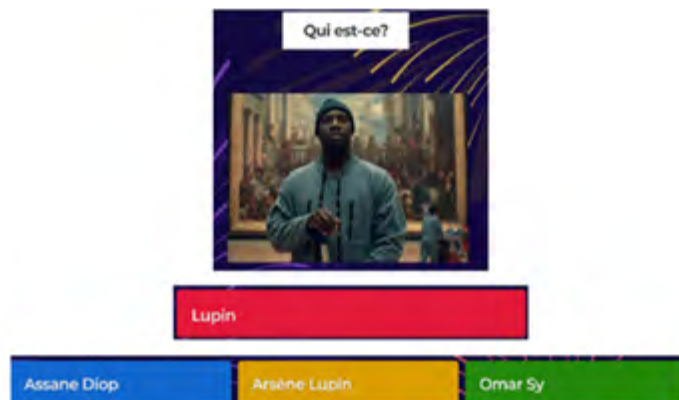 Qui est-ce?
Lupin
Assane Diop
Arsène Lupin
Omar Sy